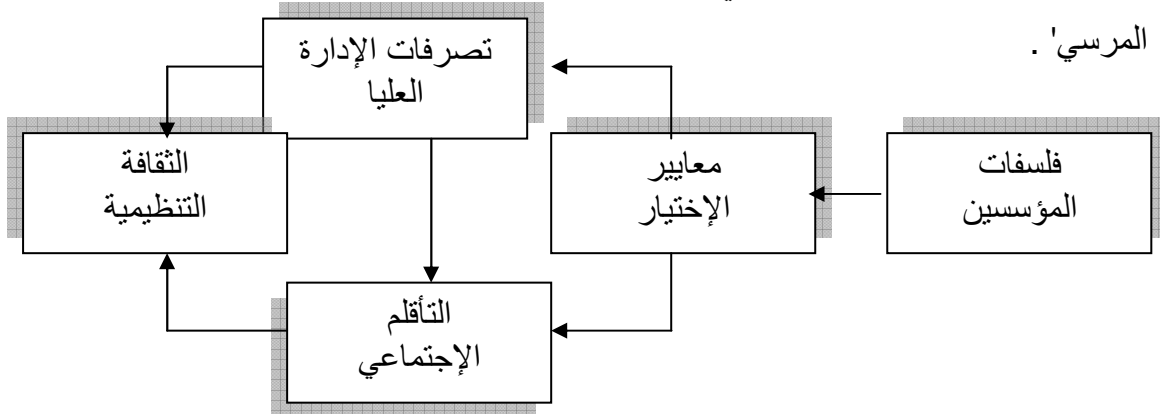 المرسي' .
تصرفات الإدارة
العليا
فلسفات
المؤسسين
معايير
الإختيار
الثقافة
التنظيمية
التأقلم
الإجتماعي